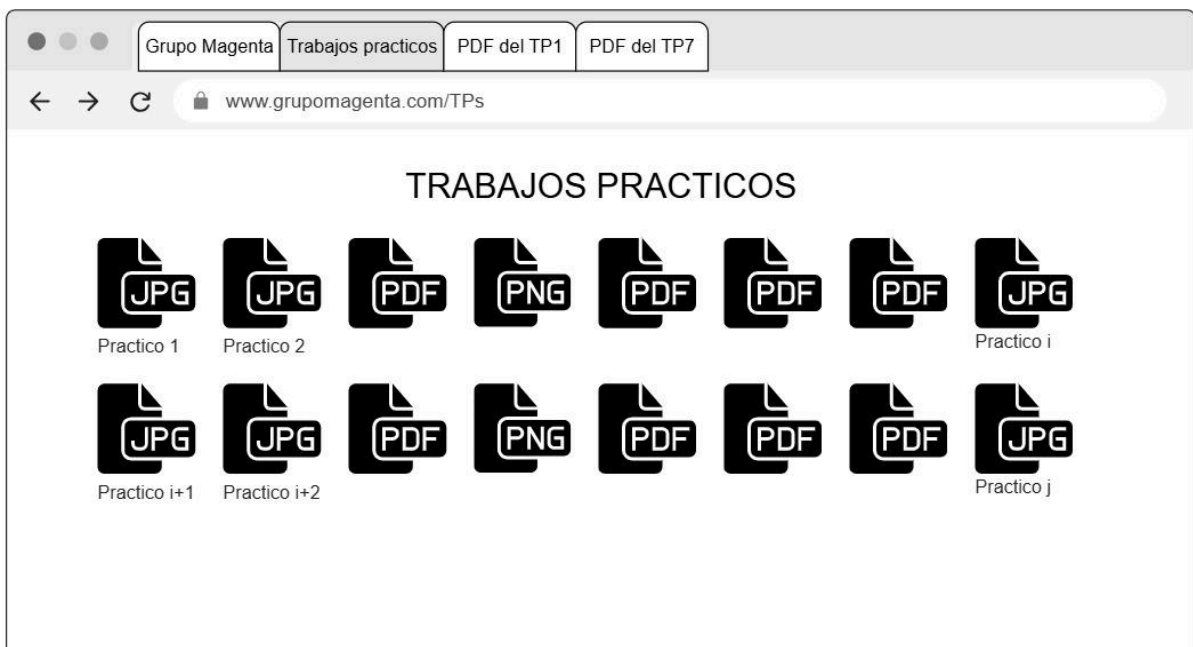 Grupo Magenta Trabajos practicos PDF del TP1 PDF del TP7
www.grupomagenta.com/TPs
TRABAJOS PRACTICOS
JPG JPG PDF PNG PDF PDF PDF JPG
Practico 1 Practico 2 Practico i
JPG JPG PDF PNG PDF PDF PDF JPG
Practico i+1 Practico i+2 Practico j